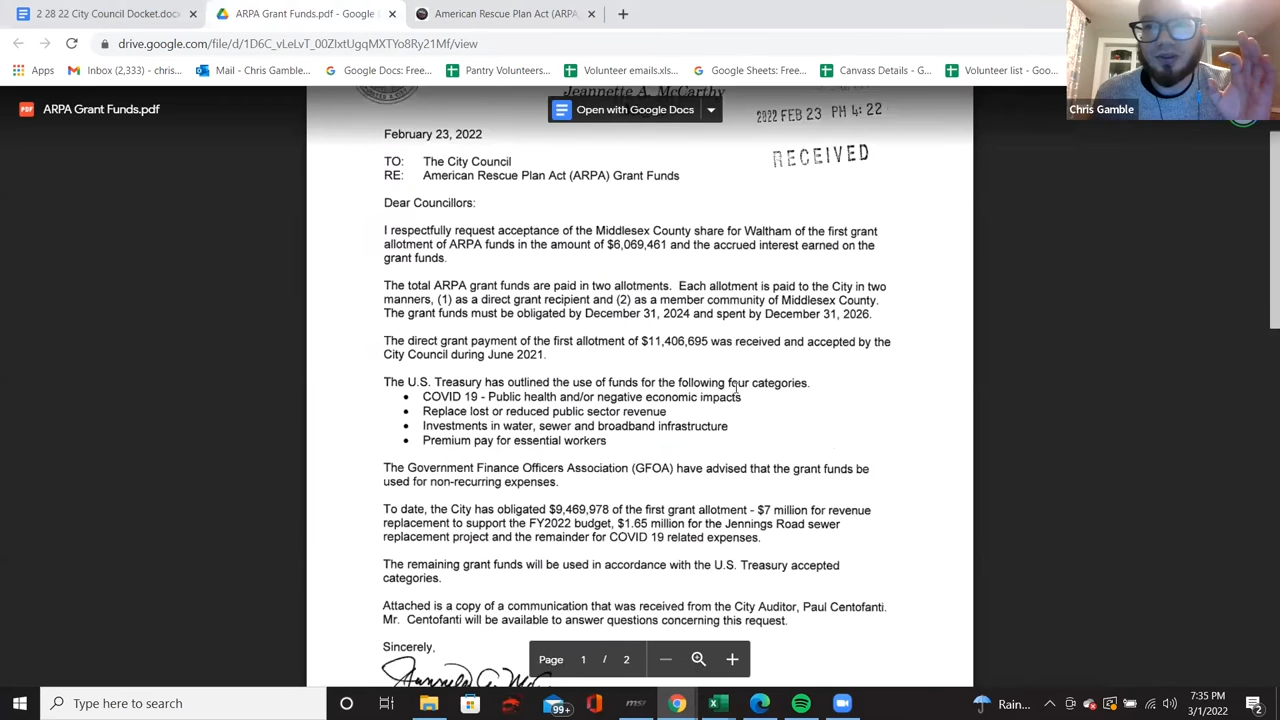 2 28 22 City Council Docket.docx
ARPA Grant Funds.pdf - Google
American Rescue Plan Act (ARPA)
drive.google.com/file/d/1D6C_vLeLvT_00ZIxtUgqMXTYo8Ry21Mf/view
Apps
Inbox (2,333) - chris...
Mail - Chris Gamble...
Google Docs: Free...
Pantry Volunteers...
Volunteer emails.xls...
Google Sheets: Free...
Canvass Details - G...
Volunteer list - Goo...
Chris Gamble
ARPA Grant Funds.pdf
Jeannette A. McCarthy
Open with Google Docs
2022 FEB 23 PM 4:22
RECEIVED
February 23, 2022
TO: The City Council
RE: American Rescue Plan Act (ARPA) Grant Funds
Dear Councillors:
I respectfully request acceptance of the Middlesex County share for Waltham of the first grant
allotment of ARPA funds in the amount of $6,069,461 and the accrued interest earned on the
grant funds.
The total ARPA grant funds are paid in two allotments. Each allotment is paid to the City in two
manners, (1) as a direct grant recipient and (2) as a member community of Middlesex County.
The grant funds must be obligated by December 31, 2024 and spent by December 31, 2026.
The direct grant payment of the first allotment of $11,406,695 was received and accepted by the
City Council during June 2021.
The U.S. Treasury has outlined the use of funds for the following four categories.
• COVID 19 - Public health and/or negative economic impacts
• Replace lost or reduced public sector revenue
• Investments in water, sewer and broadband infrastructure
• Premium pay for essential workers
The Government Finance Officers Association (GFOA) have advised that the grant funds be
used for non-recurring expenses.
To date, the City has obligated $9,469,978 of the first grant allotment - $7 million for revenue
replacement to support the FY2022 budget, $1.65 million for the Jennings Road sewer
replacement project and the remainder for COVID 19 related expenses.
The remaining grant funds will be used in accordance with the U.S. Treasury accepted
categories.
Attached is a copy of a communication that was received from the City Auditor, Paul Centofanti.
Mr. Centofanti will be available to answer questions concerning this request.
Sincerely,
Page 1 / 2
Type here to search
99+
msi
Rain...
7:35 PM
3/1/2022
2